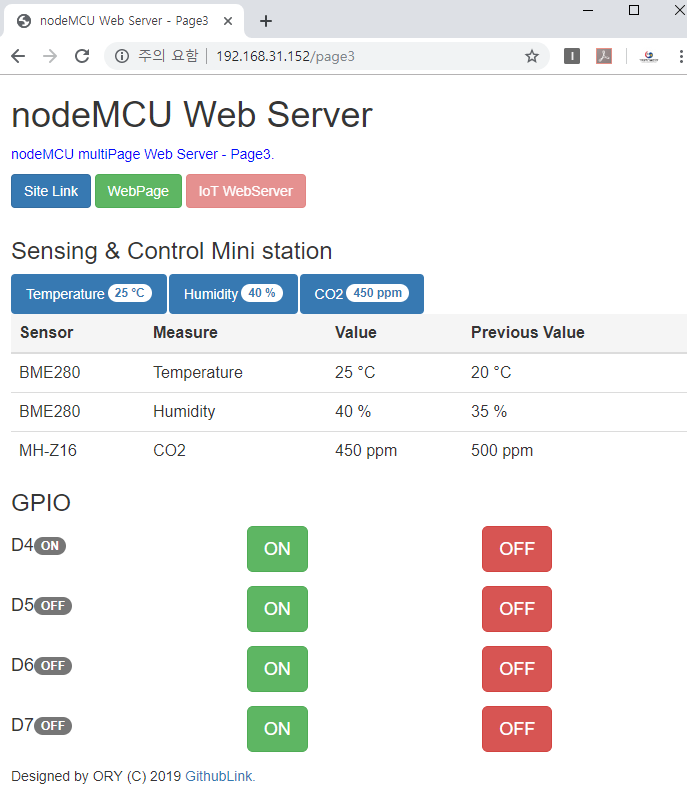 nodeMCU Web Server - Page3
주의 요함 | 192.168.31.152/page3
nodeMCU Web Server
nodeMCU multiPage Web Server - Page3.
Site Link WebPage IoT WebServer
Sensing & Control Mini station
Temperature 25 °C Humidity 40 % CO2 450 ppm
Sensor Measure Value Previous Value
BME280 Temperature 25 °C 20 °C
BME280 Humidity 40 % 35 %
MH-Z16 CO2 450 ppm 500 ppm
GPIO
D4 ON ON OFF
D5 OFF ON OFF
D6 OFF ON OFF
D7 OFF ON OFF
Designed by ORY (C) 2019 GithubLink.